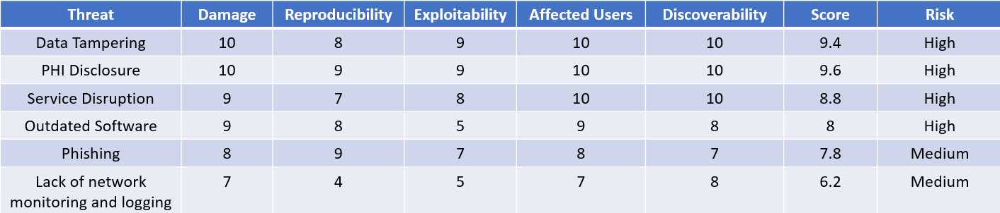 Threat Damage Reproducibility Exploitability Affected Users Discoverability Score Risk
Data Tampering 10 8 9 10 10 9.4 High
PHI Disclosure 10 9 9 10 10 9.6 High
Service Disruption 9 7 8 10 10 8.8 High
Outdated Software 9 8 5 9 8 8 High
Phishing 8 9 7 8 7 7.8 Medium
Lack of network 7 4 5 7 8 6.2 Medium
monitoring and logging